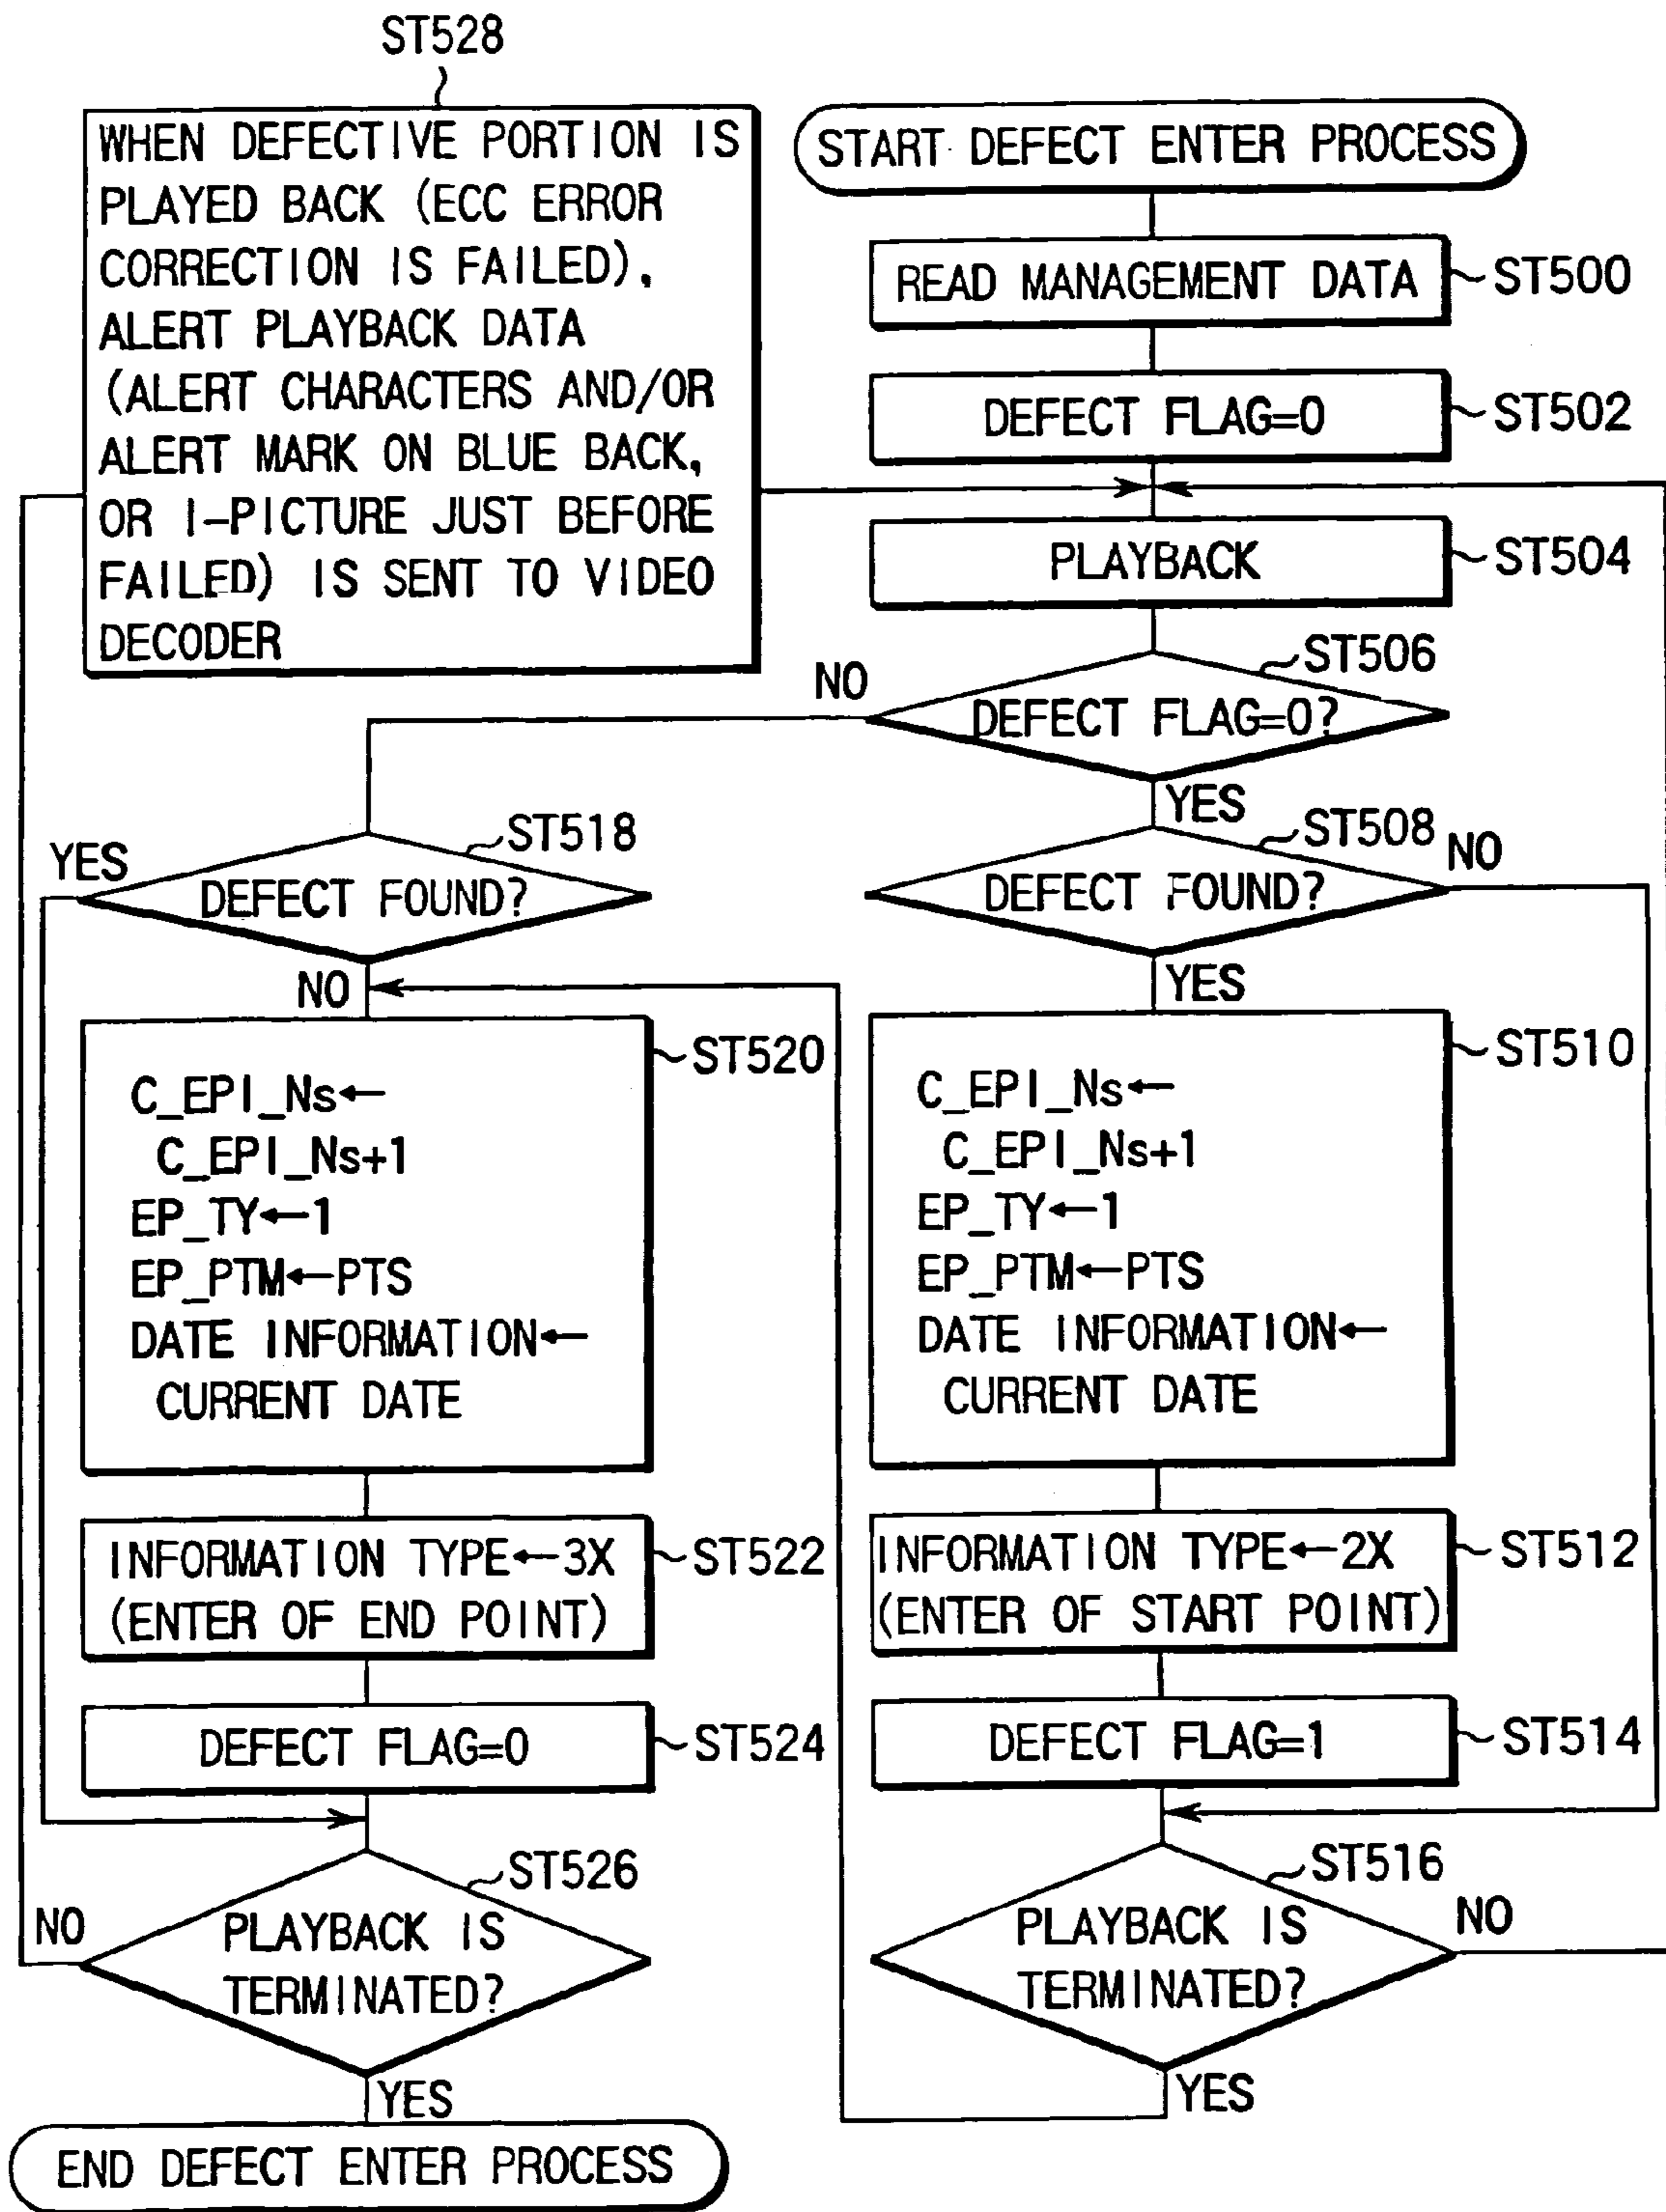 ST528
WHEN DEFECTIVE PORTION IS
PLAYED BACK (ECC ERROR
CORRECTION IS FAILED),
ALERT PLAYBACK DATA
(ALERT CHARACTERS AND/OR
ALERT MARK ON BLUE BACK,
OR I-PICTURE JUST BEFORE
FAILED) IS SENT TO VIDEO
DECODER
START DEFECT ENTER PROCESS
READ MANAGEMENT DATA
ST500
DEFECT FLAG=0
ST502
PLAYBACK
ST504
ST506
DEFECT FLAG=0?
NO
YES
ST518
DEFECT FOUND?
YES
NO
ST508
DEFECT FOUND?
NO
YES
ST520
C_EPI_Ns←
C_EPI_Ns+1
EP_TY←1
EP_PTM←PTS
DATE INFORMATION←
CURRENT DATE
ST510
C_EPI_Ns←
C_EPI_Ns+1
EP_TY←1
EP_PTM←PTS
DATE INFORMATION←
CURRENT DATE
INFORMATION TYPE←3X
(ENTER OF END POINT)
ST522
INFORMATION TYPE←2X
(ENTER OF START POINT)
ST512
DEFECT FLAG=0
ST524
DEFECT FLAG=1
ST514
ST526
PLAYBACK IS
TERMINATED?
NO
YES
ST516
PLAYBACK IS
TERMINATED?
NO
YES
END DEFECT ENTER PROCESS